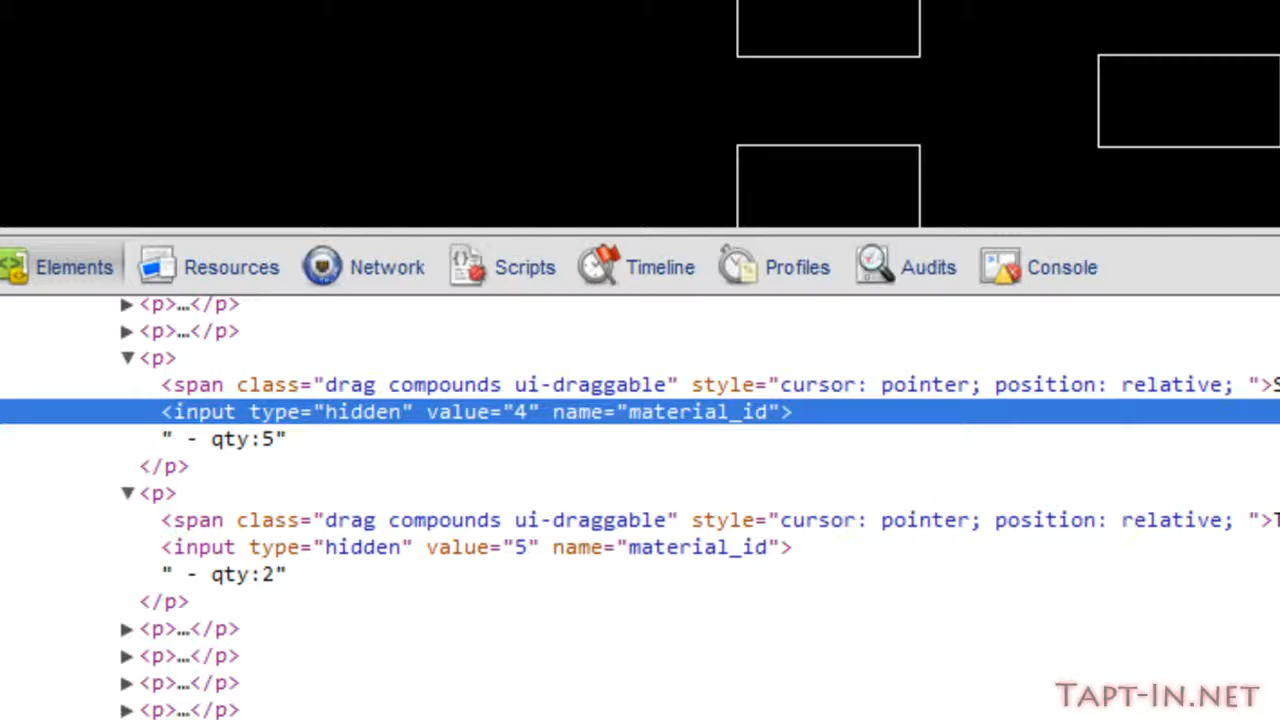 Elements Resources Network Scripts Timeline Profiles Audits Console
▶<p>…</p>
▶<p>…</p>
▼<p>
<span class="drag compounds ui-draggable" style="cursor: pointer; position: relative; ">S
<input type="hidden" value="4" name="material_id">
" - qty:5"
</p>
▼<p>
<span class="drag compounds ui-draggable" style="cursor: pointer; position: relative; ">T
<input type="hidden" value="5" name="material_id">
" - qty:2"
</p>
▶<p>…</p>
▶<p>…</p>
▶<p>…</p>
▶<p>…</p>
Tapt-In.net